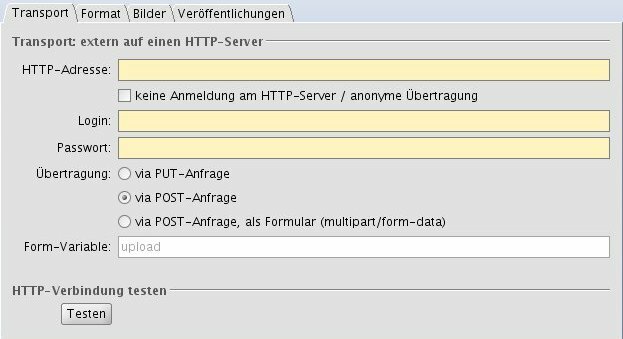 Transport Format Bilder Veröffentlichungen
Transport: extern auf einen HTTP-Server
HTTP-Adresse:
keine Anmeldung am HTTP-Server / anonyme Übertragung
Login:
Passwort:
Übertragung: via PUT-Anfrage
via POST-Anfrage
via POST-Anfrage, als Formular (multipart/form-data)
Form-Variable: upload
HTTP-Verbindung testen
Testen